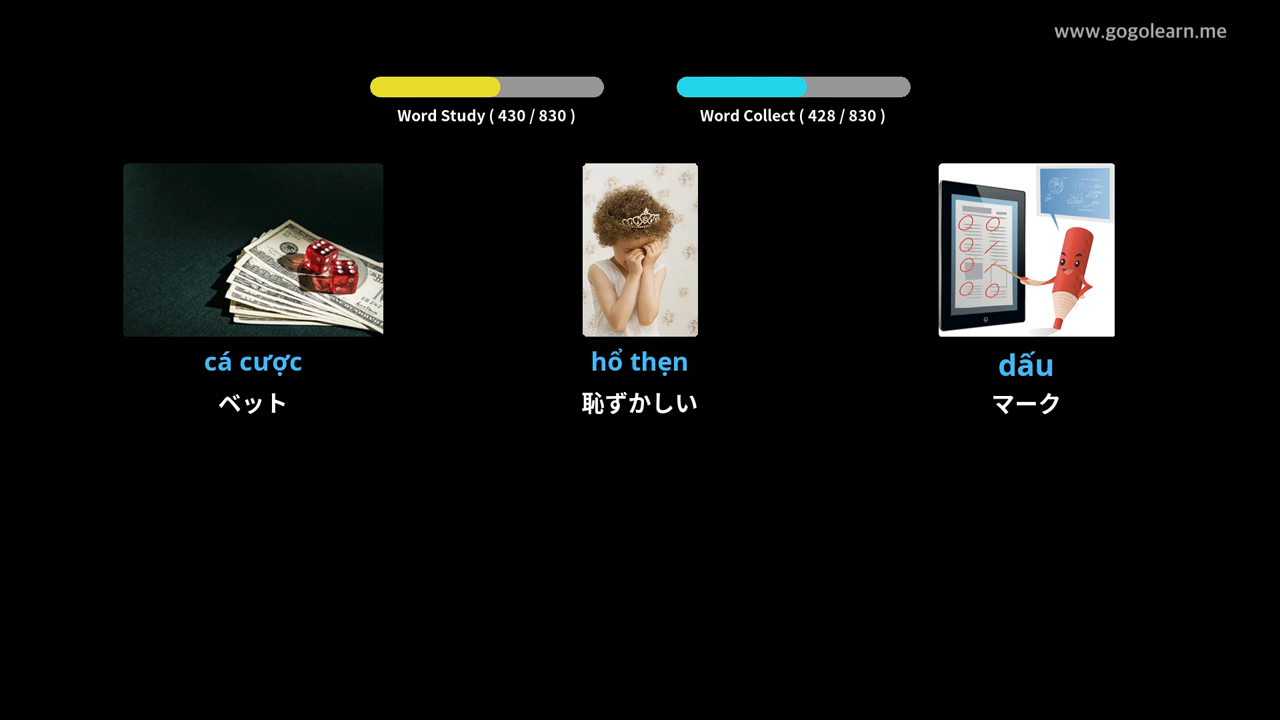 www.gogolearn.me
Word Study ( 430 / 830 )
Word Collect ( 428 / 830 )
cá cược
hổ thẹn
dấu
ベット
恥ずかしい
マーク